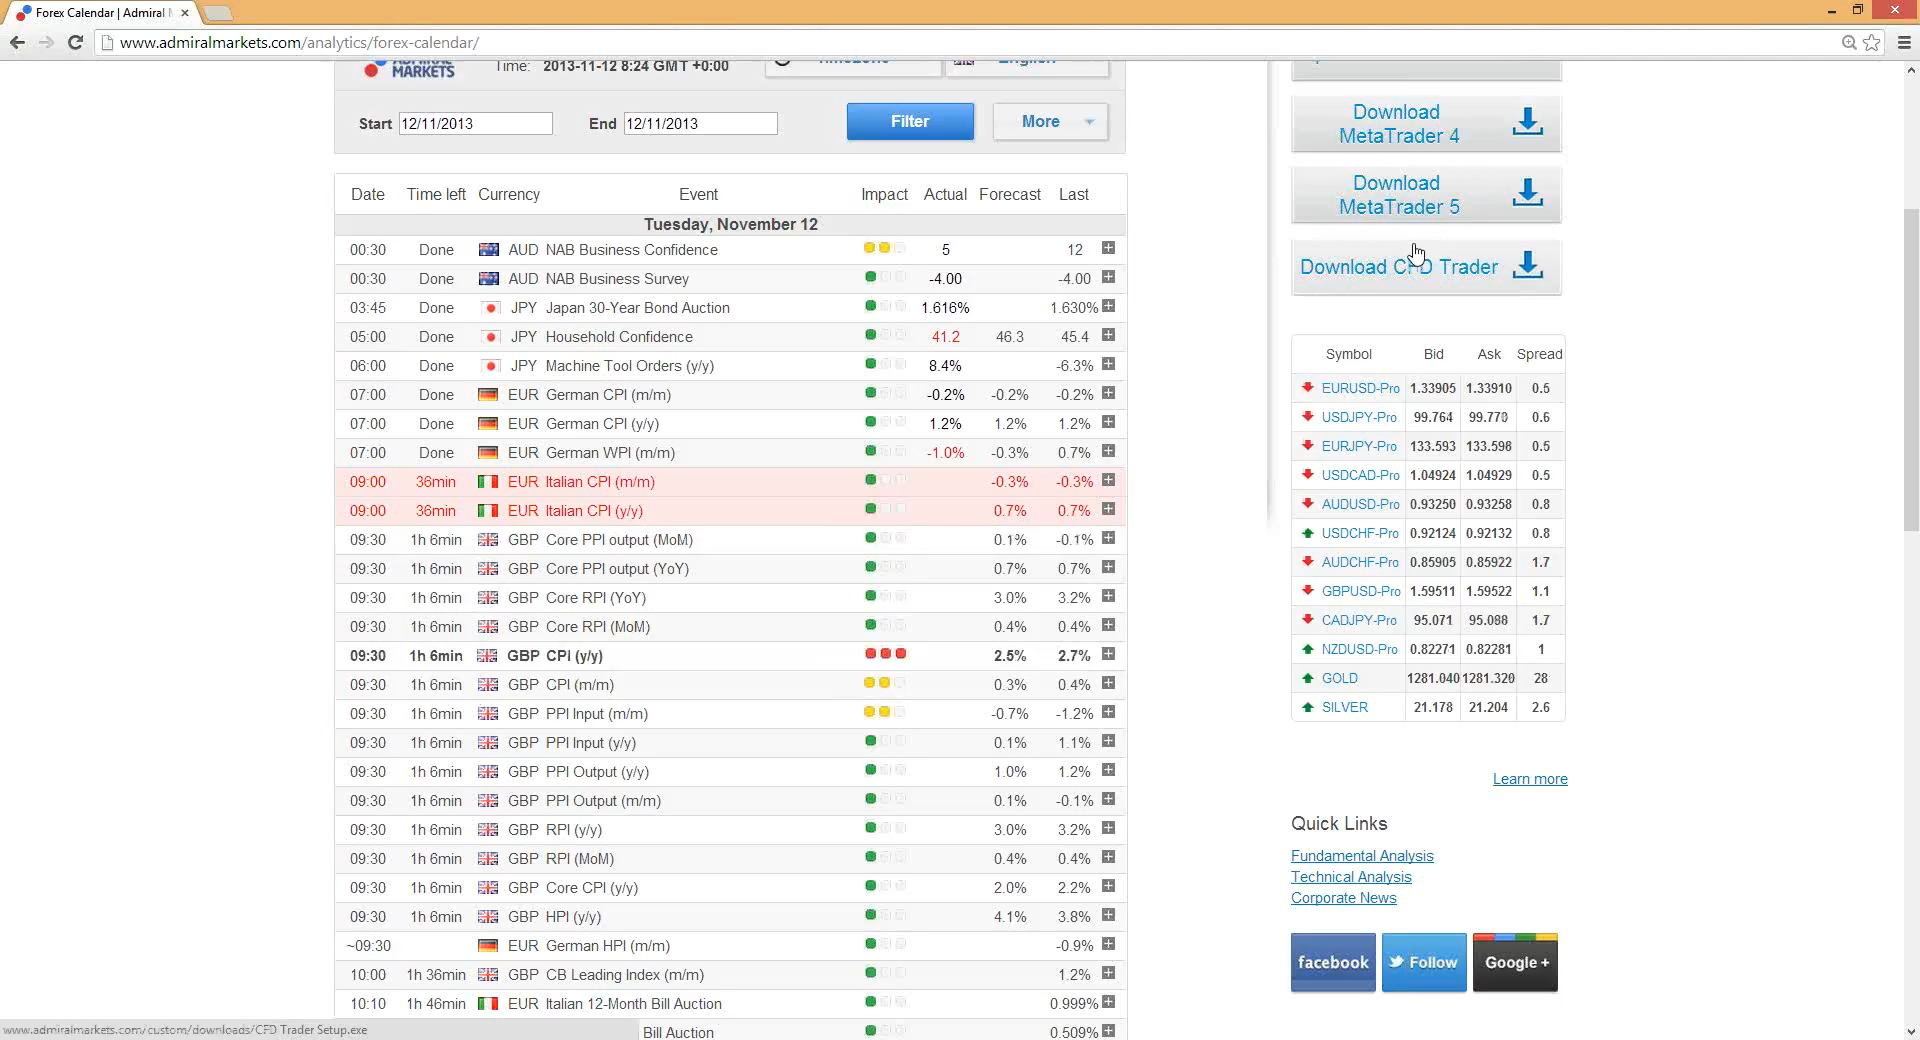 Forex Calendar | Admiral M
www.admiralmarkets.com/analytics/forex-calendar/
ADMIRAL
MARKETS
Time: 2013-11-12 8:24 GMT +0:00
Timezone
English
Start 12/11/2013 End 12/11/2013 Filter More
Date Time left Currency Event Impact Actual Forecast Last
Tuesday, November 12
00:30 Done AUD NAB Business Confidence 5 12
00:30 Done AUD NAB Business Survey -4.00 -4.00
03:45 Done JPY Japan 30-Year Bond Auction 1.616% 1.630%
05:00 Done JPY Household Confidence 41.2 46.3 45.4
06:00 Done JPY Machine Tool Orders (y/y) 8.4% -6.3%
07:00 Done EUR German CPI (m/m) -0.2% -0.2% -0.2%
07:00 Done EUR German CPI (y/y) 1.2% 1.2% 1.2%
07:00 Done EUR German WPI (m/m) -1.0% -0.3% 0.7%
09:00 36min EUR Italian CPI (m/m) -0.3% -0.3%
09:00 36min EUR Italian CPI (y/y) 0.7% 0.7%
09:30 1h 6min GBP Core PPI output (MoM) 0.1% -0.1%
09:30 1h 6min GBP Core PPI output (YoY) 0.7% 0.7%
09:30 1h 6min GBP Core RPI (YoY) 3.0% 3.2%
09:30 1h 6min GBP Core RPI (MoM) 0.4% 0.4%
09:30 1h 6min GBP CPI (y/y) 2.5% 2.7%
09:30 1h 6min GBP CPI (m/m) 0.3% 0.4%
09:30 1h 6min GBP PPI Input (m/m) -0.7% -1.2%
09:30 1h 6min GBP PPI Input (y/y) 0.1% 1.1%
09:30 1h 6min GBP PPI Output (y/y) 1.0% 1.2%
09:30 1h 6min GBP PPI Output (m/m) 0.1% -0.1%
09:30 1h 6min GBP RPI (y/y) 3.0% 3.2%
09:30 1h 6min GBP RPI (MoM) 0.4% 0.4%
09:30 1h 6min GBP Core CPI (y/y) 2.0% 2.2%
09:30 1h 6min GBP HPI (y/y) 4.1% 3.8%
~09:30 EUR German HPI (m/m) -0.9%
10:00 1h 36min GBP CB Leading Index (m/m) 1.2%
10:10 1h 46min EUR Italian 12-Month Bill Auction 0.999%
Bill Auction 0.509%
www.admiralmarkets.com/custom/downloads/CFD Trader Setup.exe
Download
MetaTrader 4
Download
MetaTrader 5
Download CFD Trader
Symbol Bid Ask Spread
EURUSD-Pro 1.33905 1.33910 0.5
USDJPY-Pro 99.764 99.770 0.6
EURJPY-Pro 133.593 133.598 0.5
USDCAD-Pro 1.04924 1.04929 0.5
AUDUSD-Pro 0.93250 0.93258 0.8
USDCHF-Pro 0.92124 0.92132 0.8
AUDCHF-Pro 0.85905 0.85922 1.7
GBPUSD-Pro 1.59511 1.59522 1.1
CADJPY-Pro 95.071 95.088 1.7
NZDUSD-Pro 0.82271 0.82281 1
GOLD 1281.040 1281.320 28
SILVER 21.178 21.204 2.6
Learn more
Quick Links
Fundamental Analysis
Technical Analysis
Corporate News
facebook Follow Google +